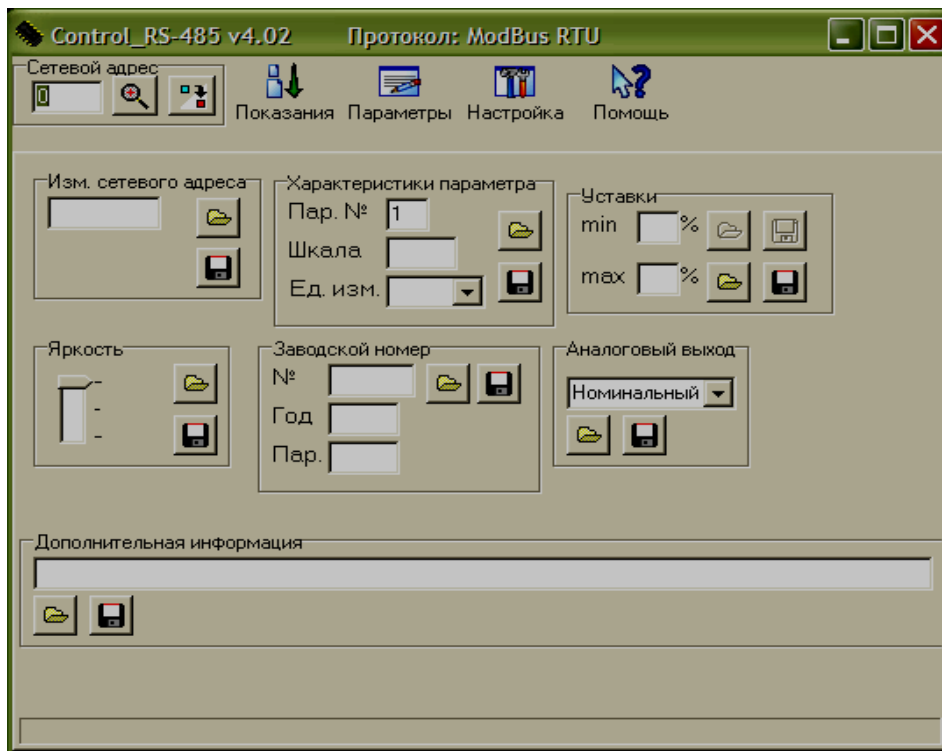 Control_RS-485 v4.02 Протокол: ModBus RTU
Сетевой адрес
0
Показания Параметры Настройка Помощь
Изм. сетевого адреса
Характеристики параметра
Пар. № 1
Шкала
Ед. изм.
Уставки
min %
max %
Яркость
Заводской номер
№
Год
Пар.
Аналоговый выход
Номинальный
Дополнительная информация